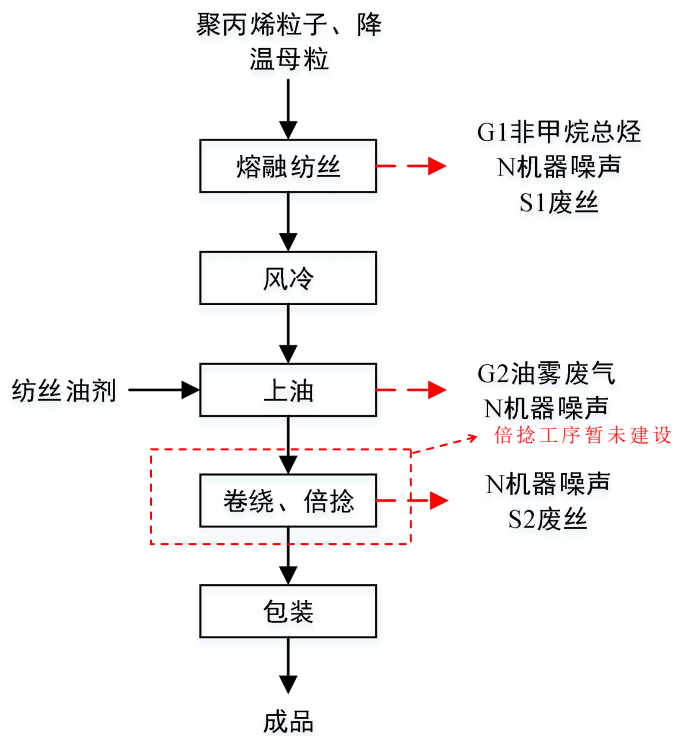 聚丙烯粒子、降
温母粒
熔融纺丝
G1非甲烷总烃
N机器噪声
S1废丝
风冷
纺丝油剂
上油
G2油雾废气
N机器噪声
倍捻工序暂未建设
卷绕、倍捻
N机器噪声
S2废丝
包装
成品